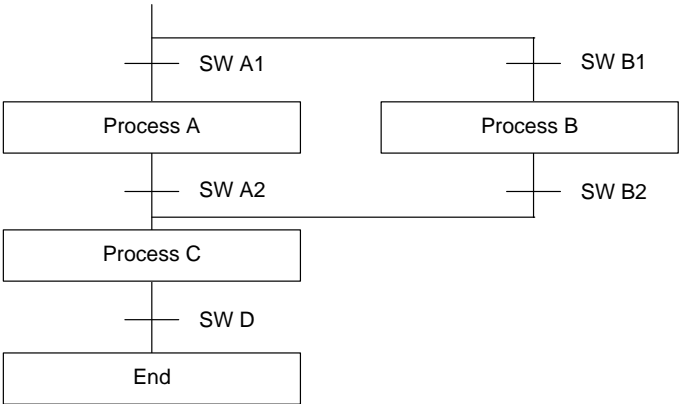 SW A1
SW B1
Process A
Process B
SW A2
SW B2
Process C
SW D
End